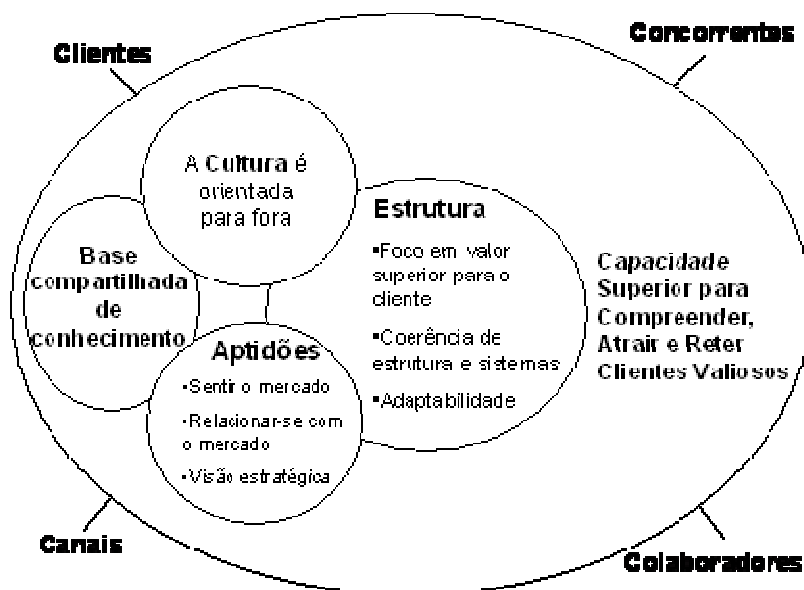 Clientes
Concorrentes
A Cultura é
orientada
para fora
Base
compartilhada
de
conhecimento
Aptidões
▪Sentir o mercado
▪Relacionar-se com
o mercado
▪Visão estratégica
Estrutura
▪Foco em valor
superior para o
cliente
▪Coerência de
estrutura e sistemas
▪Adaptabilidade
Capacidade
Superior para
Compreender,
Atrair e Reter
Clientes Valiosos
Canais
Colaboradores